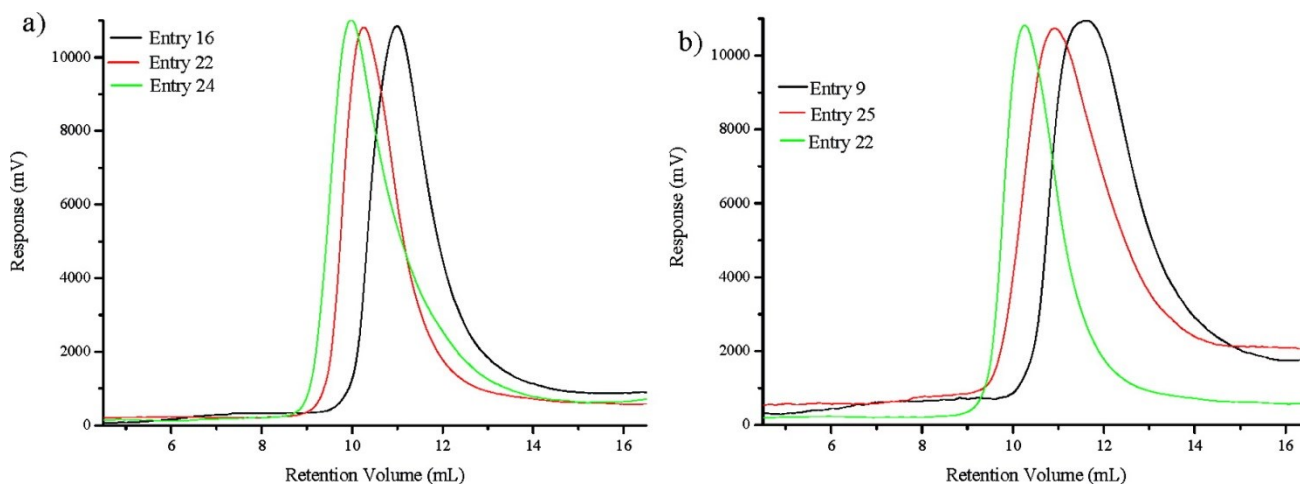 a)
Entry 16
Entry 22
Entry 24
10000
8000
6000
4000
2000
0
Response (mV)
6 8 10 12 14 16
Retention Volume (mL)
b)
Entry 9
Entry 25
Entry 22
10000
8000
6000
4000
2000
0
Response (mV)
6 8 10 12 14 16
Retention Volume (mL)